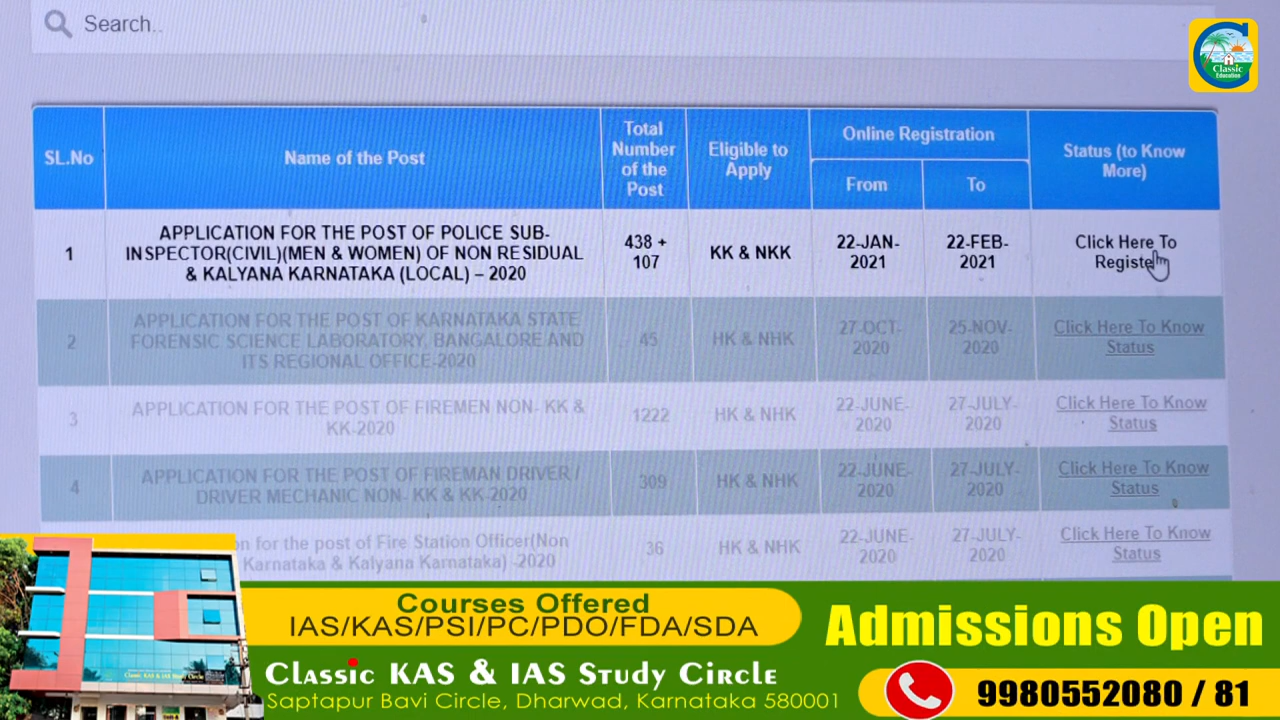 Search..
Classic
Education
SL.No
Name of the Post
Total
Number
of the
Post
Eligible to
Apply
Online Registration
From
To
Status (to Know
More)
1
APPLICATION FOR THE POST OF POLICE SUB-
INSPECTOR(CIVIL)(MEN & WOMEN) OF NON RESIDUAL
& KALYANA KARNATAKA (LOCAL) – 2020
438 +
107
KK & NKK
22-JAN-
2021
22-FEB-
2021
Click Here To
Registe
2
APPLICATION FOR THE POST OF KARNATAKA STATE
FORENSIC SCIENCE LABORATORY, BANGALORE AND
ITS REGIONAL OFFICE-2020
45
HK & NHK
27-OCT-
2020
25-NOV-
2020
Click Here To Know
Status
3
APPLICATION FOR THE POST OF FIREMEN NON- KK &
KK-2020
1222
HK & NHK
22-JUNE-
2020
27-JULY-
2020
Click Here To Know
Status
4
APPLICATION FOR THE POST OF FIREMAN DRIVER /
DRIVER MECHANIC NON- KK & KK-2020
309
HK & NHK
22-JUNE-
2020
27-JULY-
2020
Click Here To Know
Status
on for the post of Fire Station Officer(Non
Karnataka & Kalyana Karnataka) -2020
36
HK & NHK
22-JUNE
2020
27-JULY-
2020
Click Here To Know
Status
Classic KAS & IAS Study Circle
Courses Offered
IAS/KAS/PSI/PC/PDO/FDA/SDA
Classic KAS & IAS Study Circle
Saptapur Bavi Circle, Dharwad, Karnataka 580001
Admissions Open
9980552080 / 81